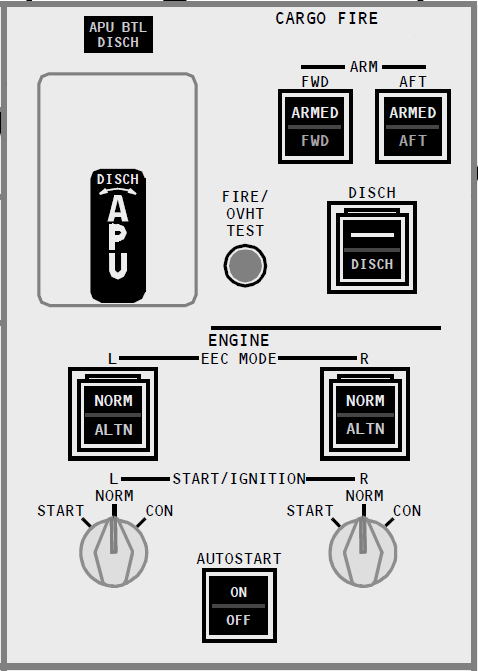 APU BTL
DISCH
CARGO FIRE
ARM
FWD
AFT
ARMED
FWD
ARMED
AFT
DISCH
APU
FIRE/
OVHT
TEST
DISCH
DISCH
ENGINE
L EEC MODE R
NORM
ALTN
NORM
ALTN
L START/IGNITION R
NORM
START CON
NORM
START CON
AUTOSTART
ON
OFF